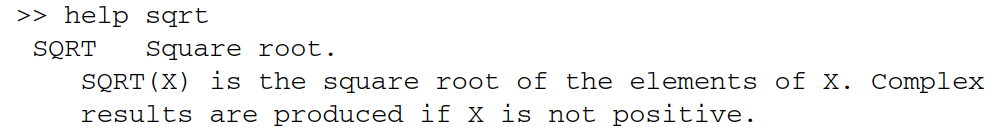 >> help sqrt
SQRT Square root.
SQRT(X) is the square root of the elements of X. Complex
results are produced if X is not positive.